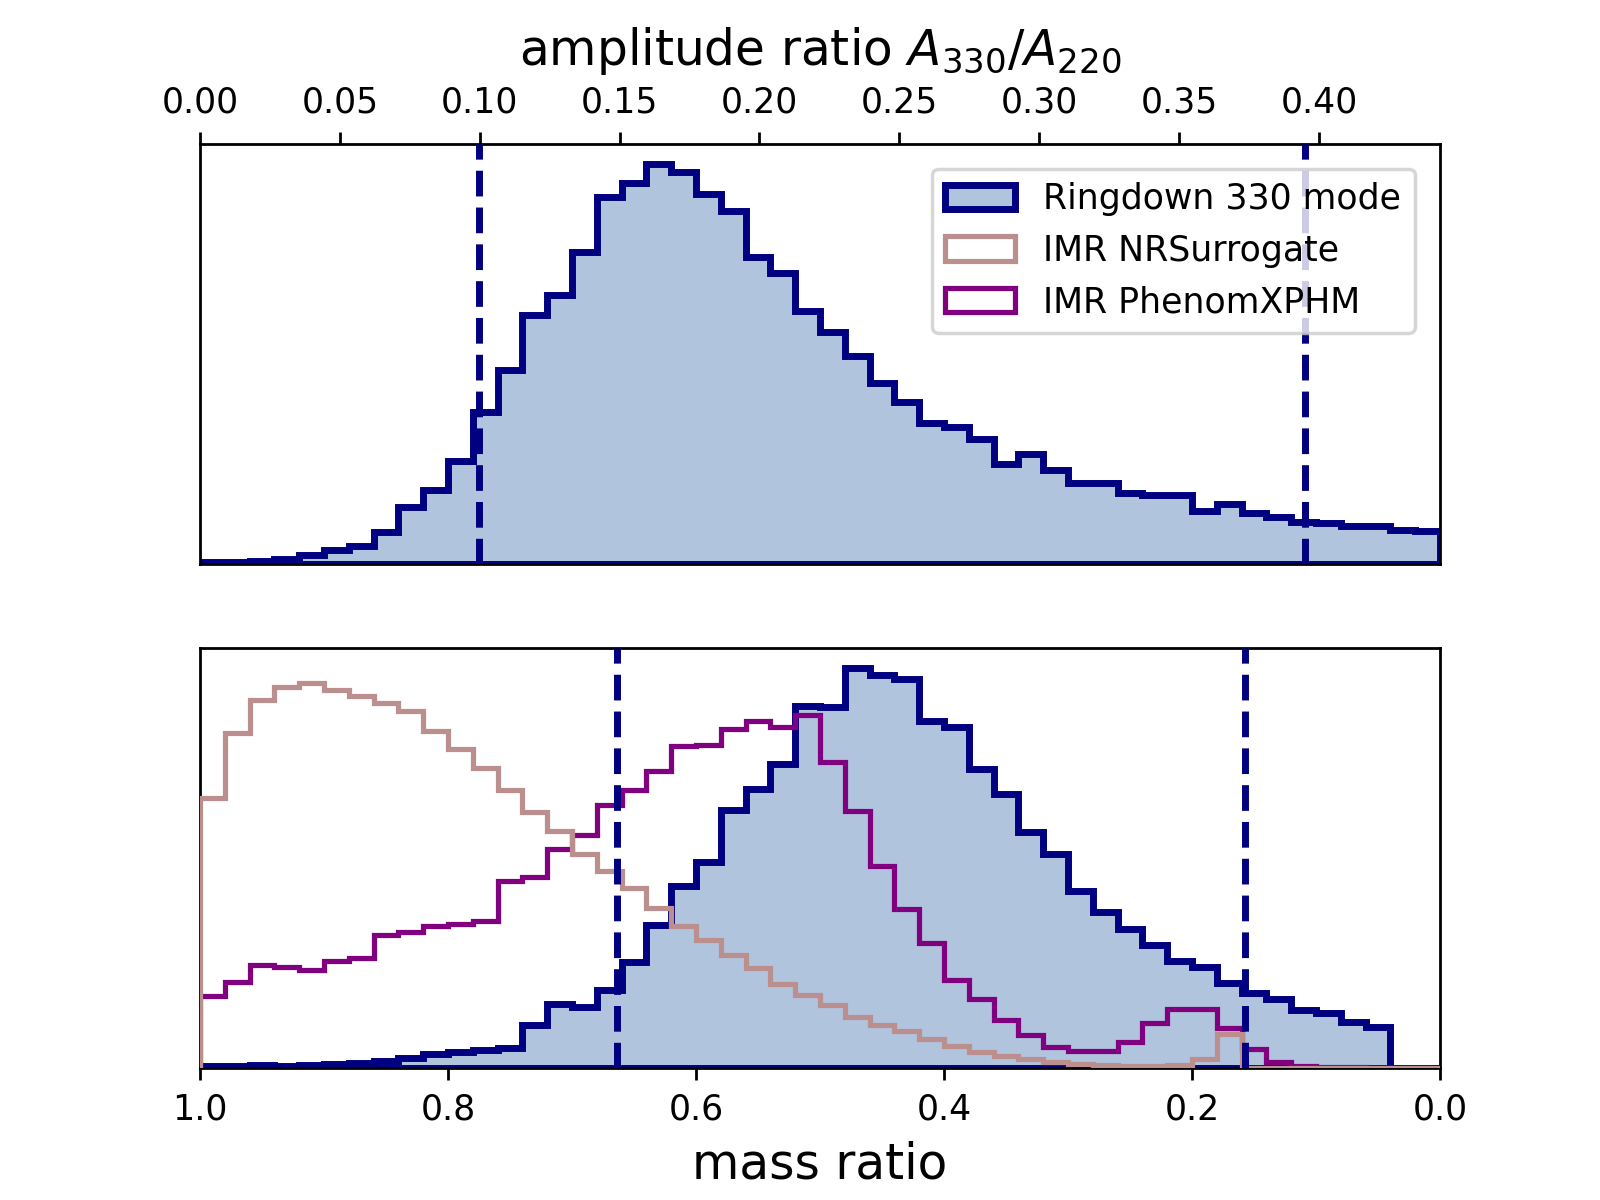 amplitude ratio A₃₃₀/A₂₂₀
0.00 0.05 0.10 0.15 0.20 0.25 0.30 0.35 0.40
Ringdown 330 mode
IMR NRSurrogate
IMR PhenomXPHM
1.0 0.8 0.6 0.4 0.2 0.0
mass ratio